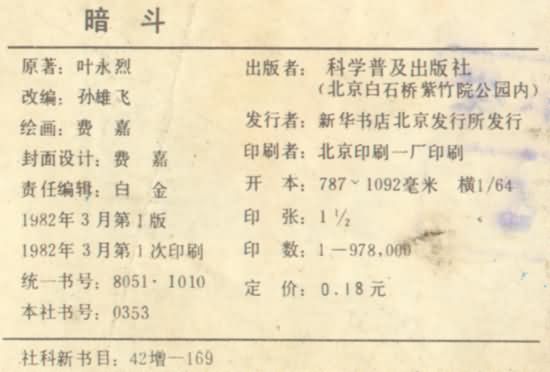 暗 斗
原著：叶永烈
改编：孙雄飞
绘画：费 嘉
封面设计：费 嘉
责任编辑：白 金
1982年3月第1版
1982年3月第1次印刷
统一书号：8051·1010
本社书号：0353
出版者：科学普及出版社
（北京白石桥紫竹院公园内）
发行者：新华书店北京发行所发行
印刷者：北京印刷一厂印刷
开 本：787~1092毫米 横1/64
印 张：1 ½
印 数：1—978,000
定 价：0.18元
社科新书目：42增—169